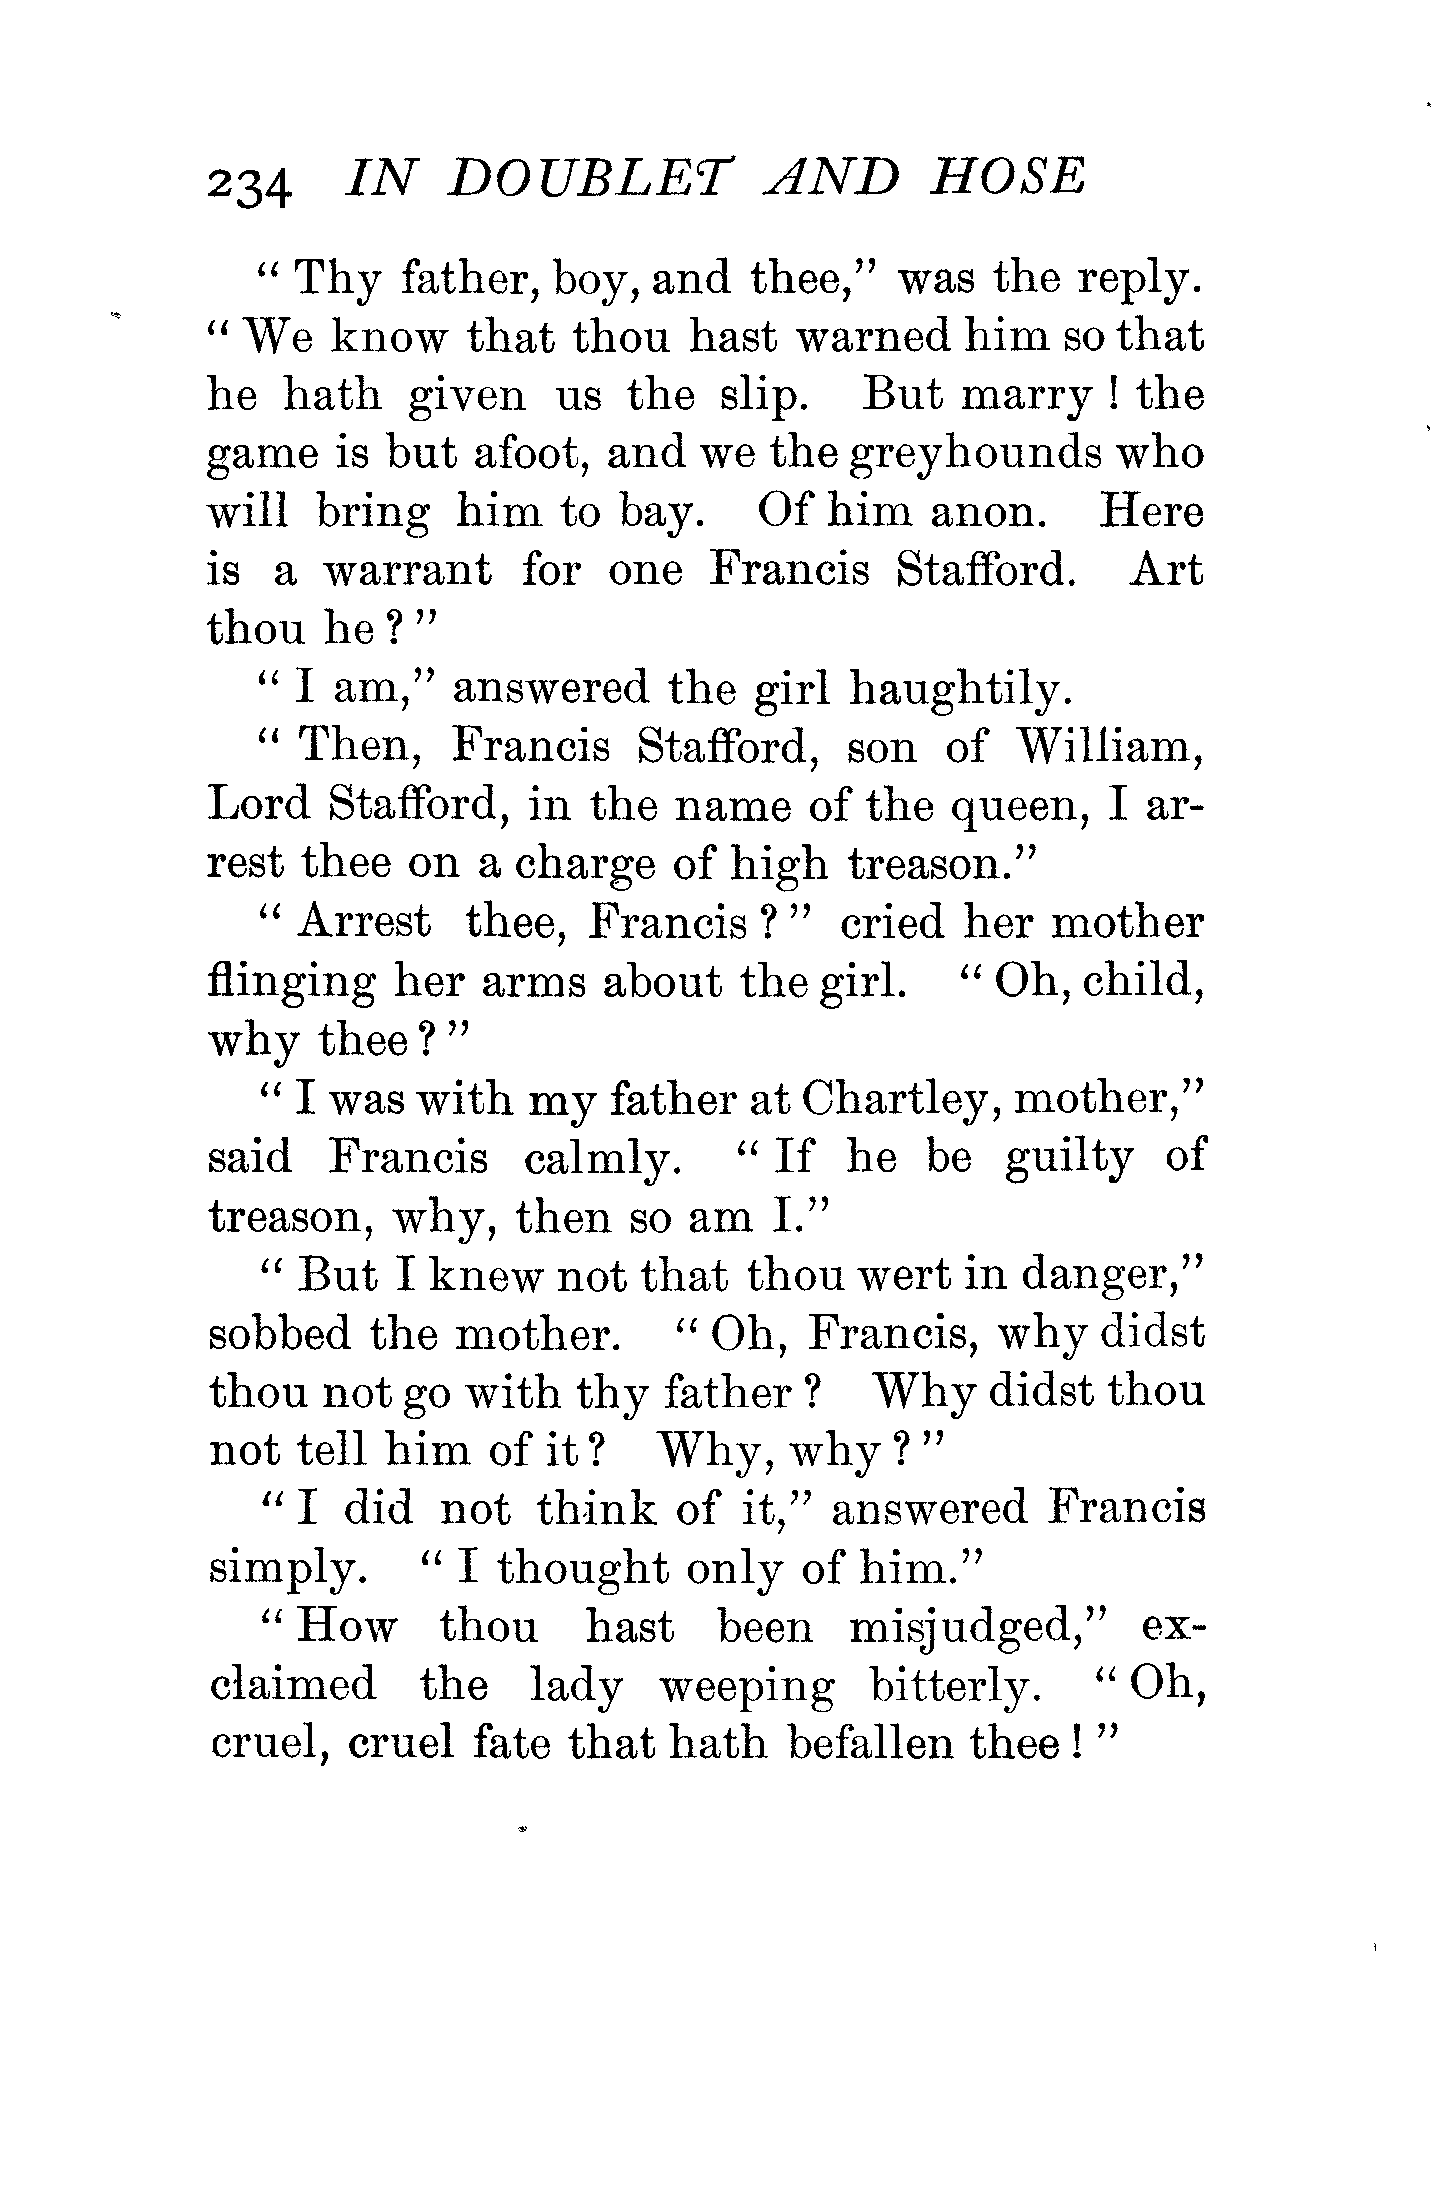 234 IN DOUBLET AND HOSE
“ Thy father, boy, and thee,” was the reply.
“ We know that thou hast warned him so that
he hath given us the slip. But marry ! the
game is but afoot, and we the greyhounds who
will bring him to bay. Of him anon. Here
is a warrant for one Francis Stafford. Art
thou he ? ”
“ I am,” answered the girl haughtily.
“ Then, Francis Stafford, son of William,
Lord Stafford, in the name of the queen, I ar-
rest thee on a charge of high treason.”
“ Arrest thee, Francis ? ” cried her mother
flinging her arms about the girl. “ Oh, child,
why thee ? ”
“ I was with my father at Chartley, mother,”
said Francis calmly. “ If he be guilty of
treason, why, then so am I.”
“ But I knew not that thou wert in danger,”
sobbed the mother. “ Oh, Francis, why didst
thou not go with thy father ? Why didst thou
not tell him of it ? Why, why ? ”
“ I did not think of it,” answered Francis
simply. “ I thought only of him.”
“ How thou hast been misjudged,” ex-
claimed the lady weeping bitterly. “ Oh,
cruel, cruel fate that hath befallen thee ! ”